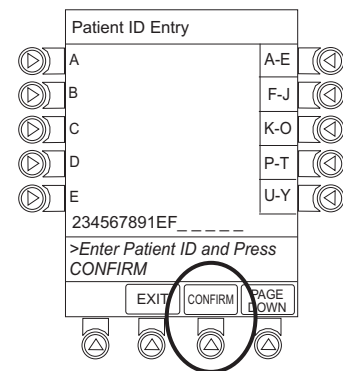 Patient ID Entry
A A-E
B F-J
C K-O
D P-T
E U-Y
234567891EF_ _ _ _ _
>Enter Patient ID and Press
CONFIRM
EXIT CONFIRM PAGE
DOWN